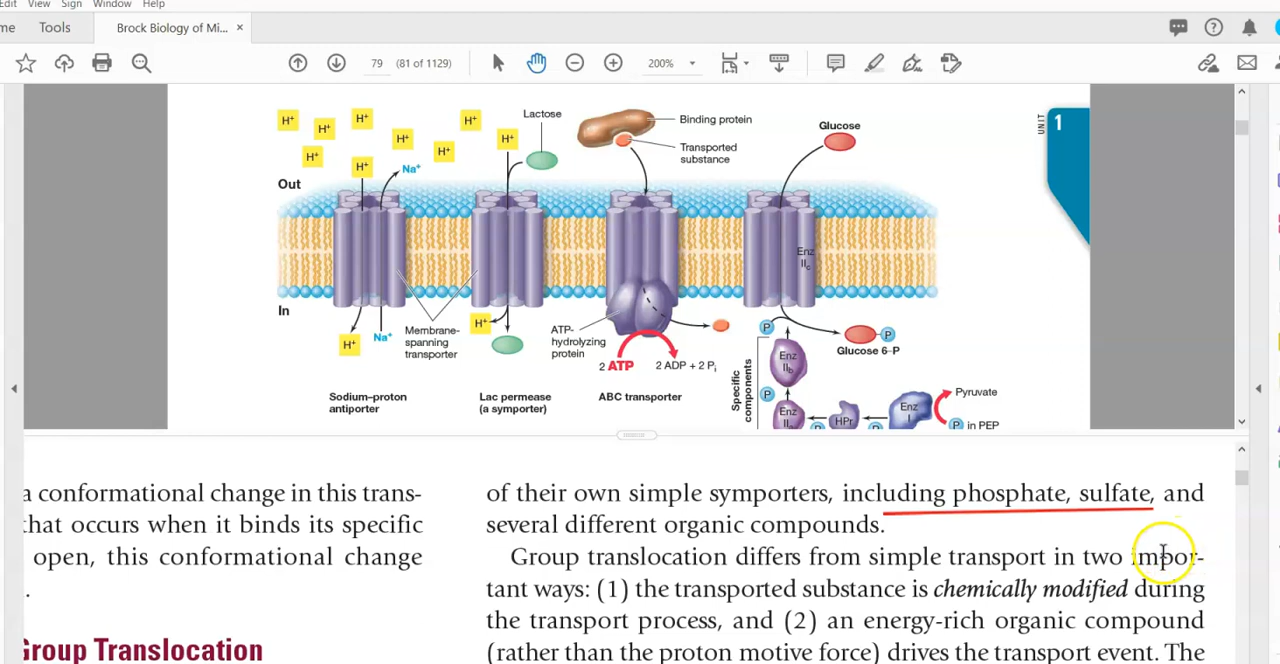 Edit View Sign Window Help
me Tools Brock Biology of Mi... ×
79 (81 of 1129) 200%
UNIT 1
H+ H+ H+ H+ H+ H+ H+ H+ H+
Lactose
Binding protein
Transported
substance
Glucose
Na+
Out
Enz
IIc
In
H+
Na+
Membrane-
spanning
transporter
H+
ATP-
hydrolyzing
protein
2 ATP 2 ADP + 2 Pi
P
P
Glucose 6-P
Specific
components
Enz
IIb
P
Enz
HPr
Enz
I
Pyruvate
P in PEP
P
P
Sodium–proton
antiporter
Lac permease
(a symporter)
ABC transporter
a conformational change in this trans-
that occurs when it binds its specific
open, this conformational change
.
Group Translocation
of their own simple symporters, including phosphate, sulfate, and
several different organic compounds.
Group translocation differs from simple transport in two impor-
tant ways: (1) the transported substance is chemically modified during
the transport process, and (2) an energy-rich organic compound
(rather than the proton motive force) drives the transport event. The